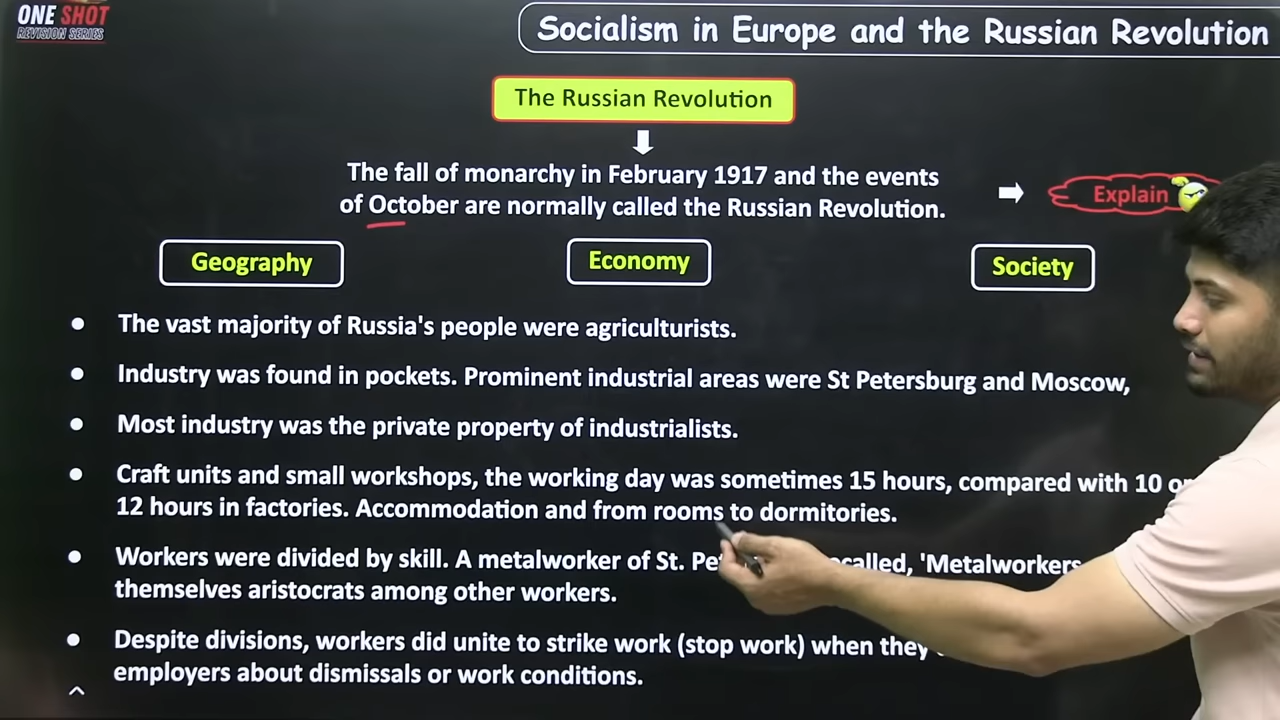 ONE SHOT
REVISION SERIES
Socialism in Europe and the Russian Revolution
The Russian Revolution
The fall of monarchy in February 1917 and the events
of October are normally called the Russian Revolution.
Explain
Geography
Economy
Society
● The vast majority of Russia's people were agriculturists.
● Industry was found in pockets. Prominent industrial areas were St Petersburg and Moscow,
● Most industry was the private property of industrialists.
● Craft units and small workshops, the working day was sometimes 15 hours, compared with 10
12 hours in factories. Accommodation and from rooms to dormitories.
● Workers were divided by skill. A metalworker of St. 'Metalworkers
themselves aristocrats among other workers.
● Despite divisions, workers did unite to strike work (stop work) when they
employers about dismissals or work conditions.